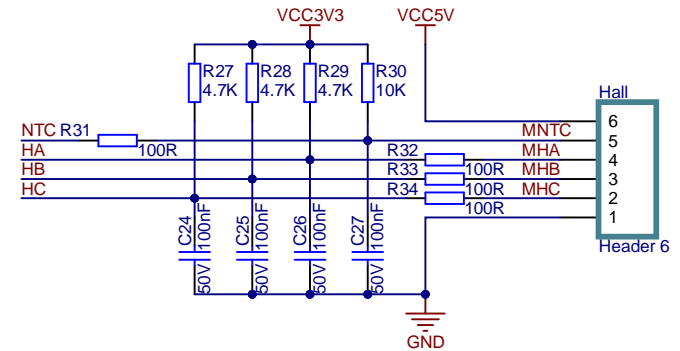 VCC3V3 VCC5V
R27 R28 R29 R30
4.7K 4.7K 4.7K 10K
Hall
6
NTC R31 MNTC 5
100R
HA R32 MHA 4
HB R33 100R MHB 3
HC R34 100R MHC 2
100R
1
C24 100nF 50V
C25 100nF 50V
C26 100nF 50V
C27 100nF 50V
Header 6
GND